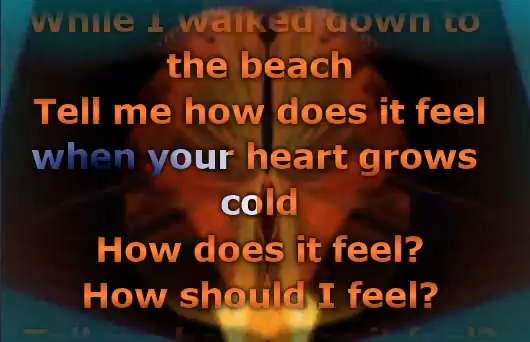 While I walked down to
the beach
Tell me how does it feel
when your heart grows
cold
How does it feel?
How should I feel?